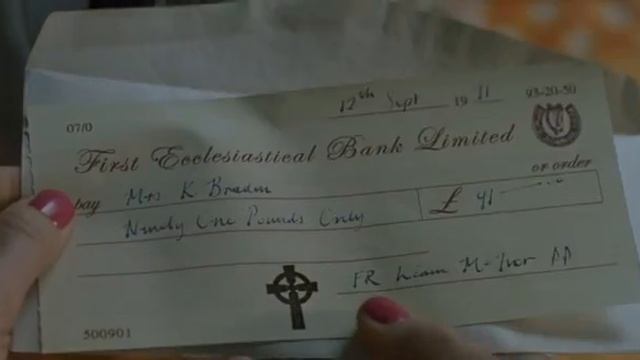 12th Sept 19 11 93-20-50
07/0
First Ecclesiastical Bank Limited
or order
pay Mrs K
£ 91
Ninety One Pounds Only
FR Liam
500901